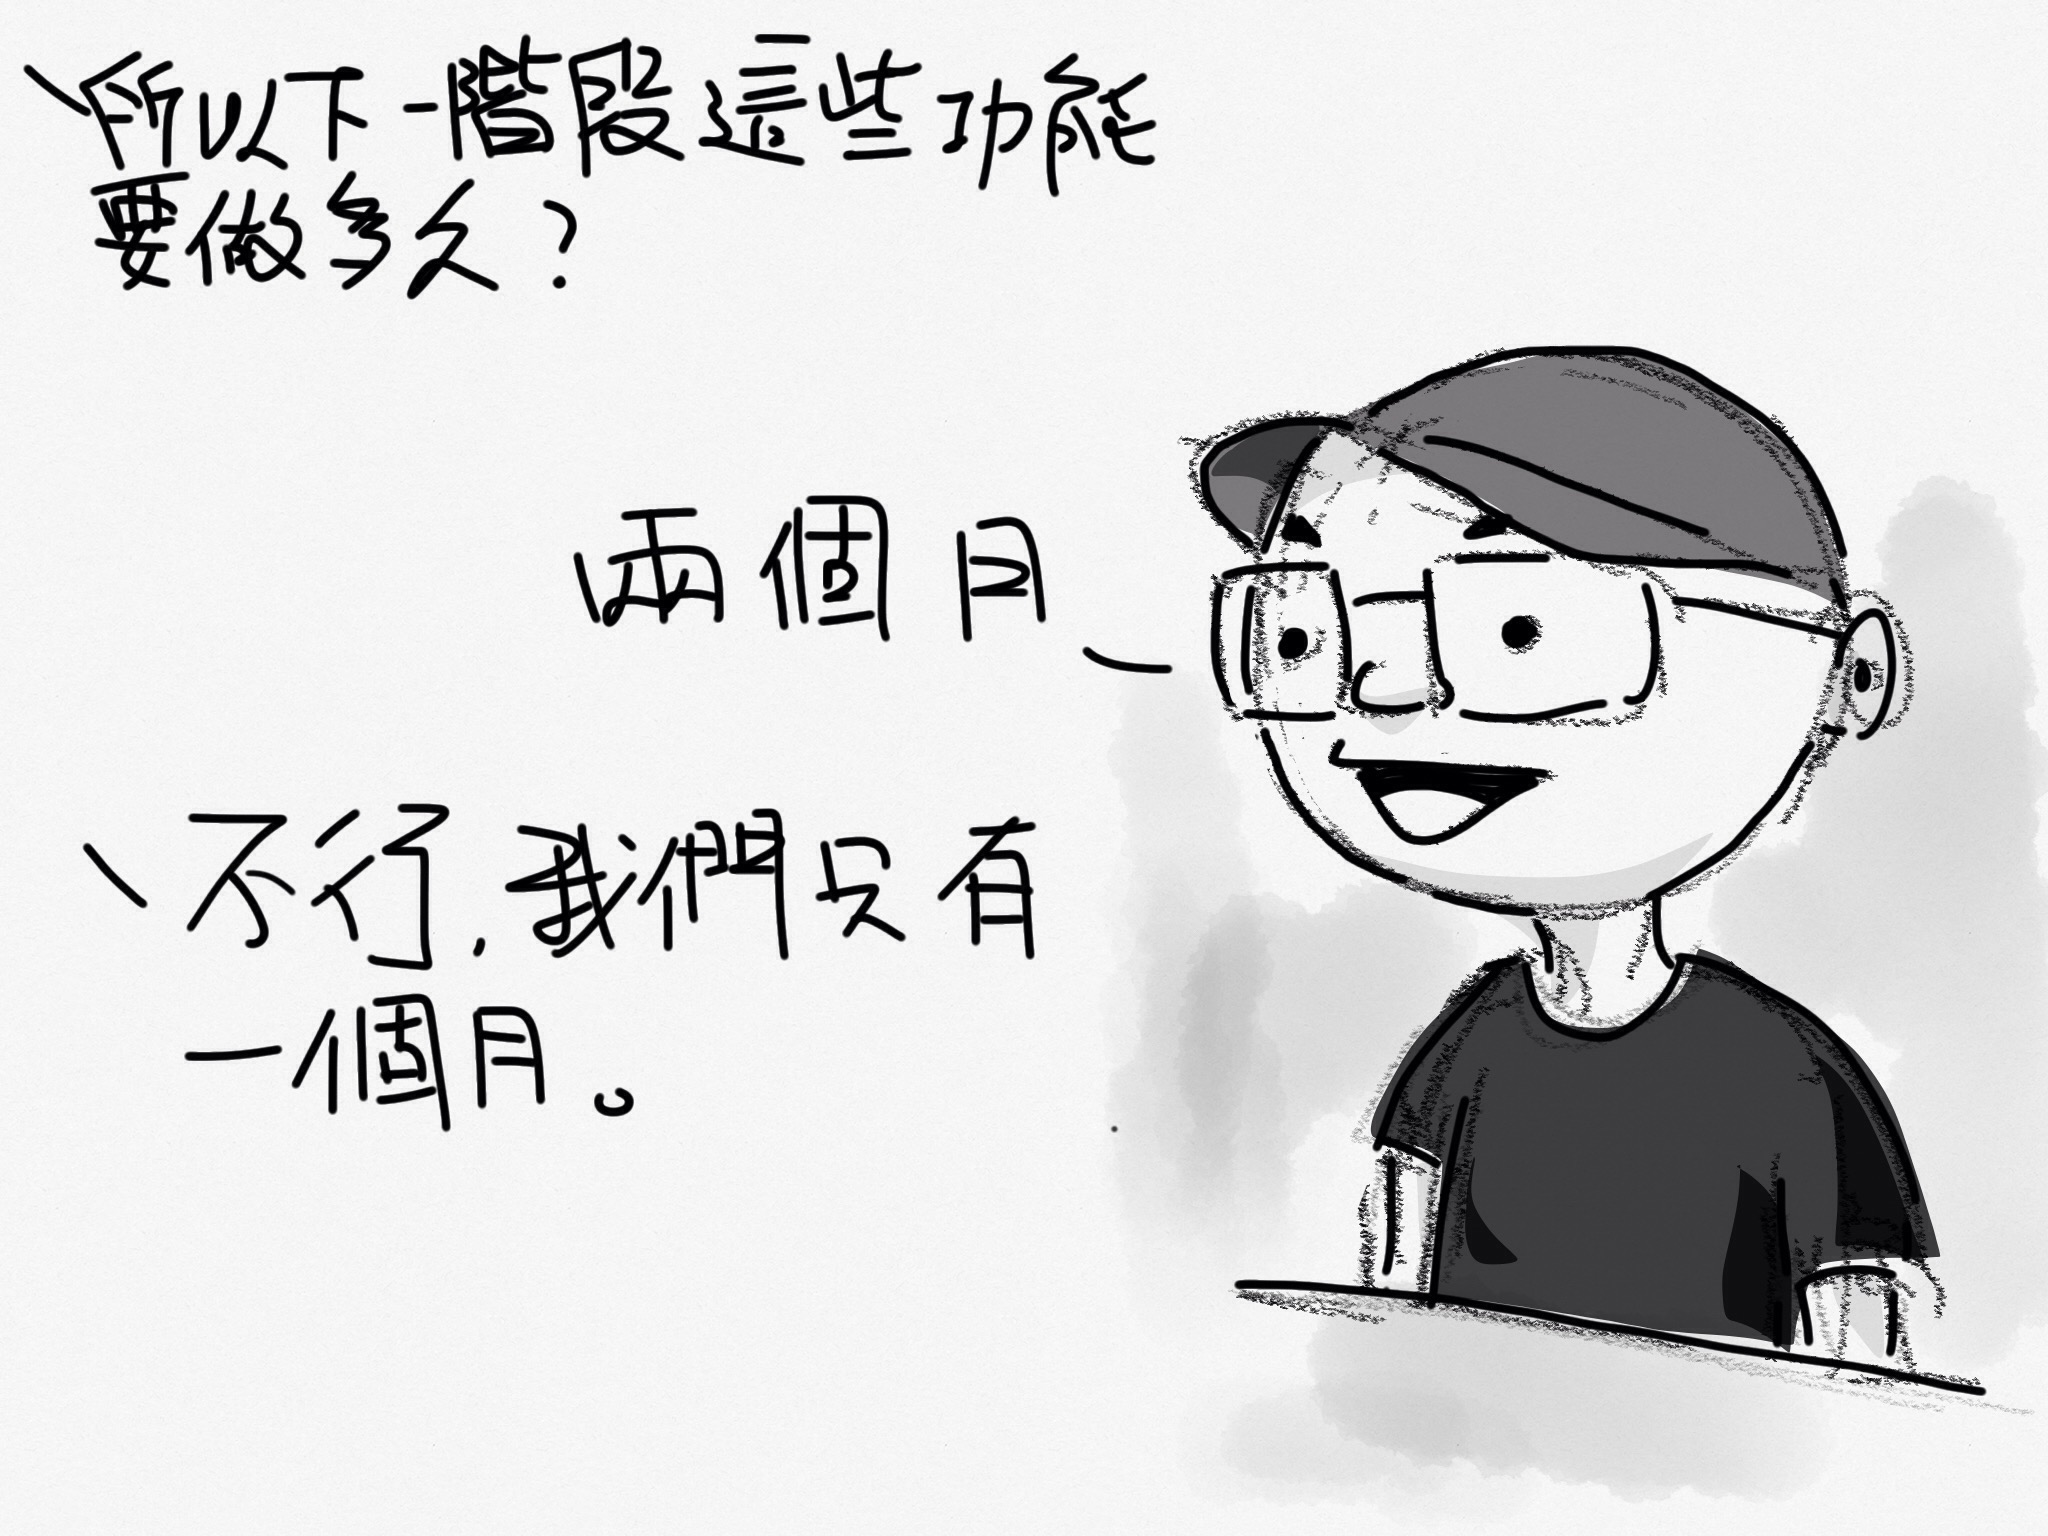 所以下一階段這些功能
要做多久?
兩個月
不行,我們只有
一個月。